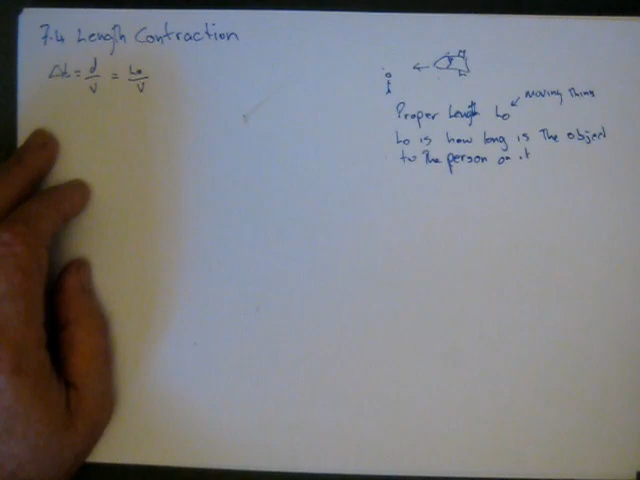 7.4 Length Contraction
Δt = d/v = Lo/v
Moving Thing
Proper Length Lo
Lo is how long is the object
to the person on it